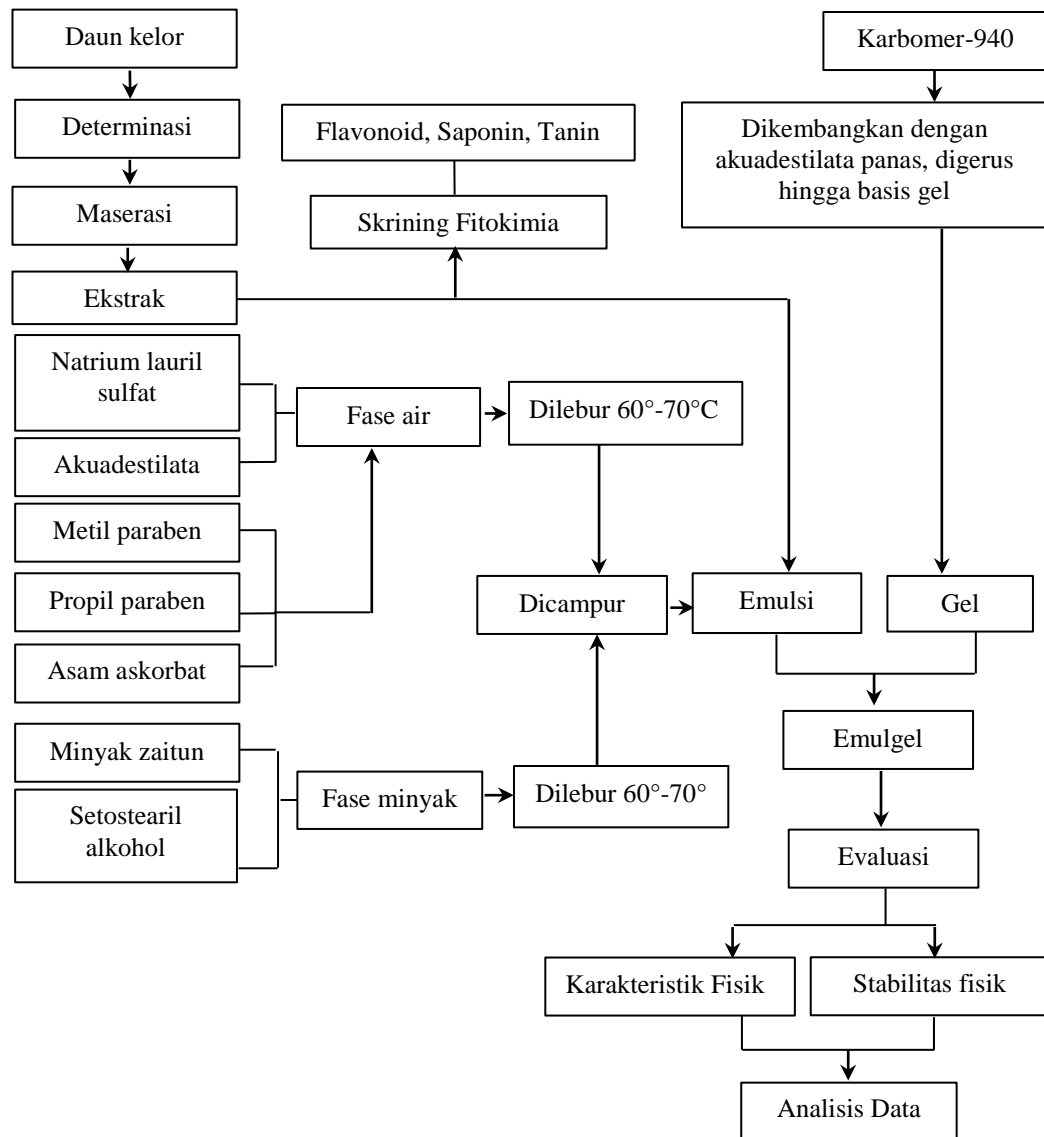 Daun kelor
Determinasi
Maserasi
Ekstrak
Flavonoid, Saponin, Tanin
Skrining Fitokimia
Karbomer-940
Dikembangkan dengan
akuadestilata panas, digerus
hingga basis gel
Natrium lauril
sulfat
Akuadestilata
Fase air
Dilebur 60°-70°C
Metil paraben
Propil paraben
Asam askorbat
Dicampur
Emulsi
Gel
Minyak zaitun
Setostearil
alkohol
Fase minyak
Dilebur 60°-70°
Emulgel
Evaluasi
Karakteristik Fisik
Stabilitas fisik
Analisis Data